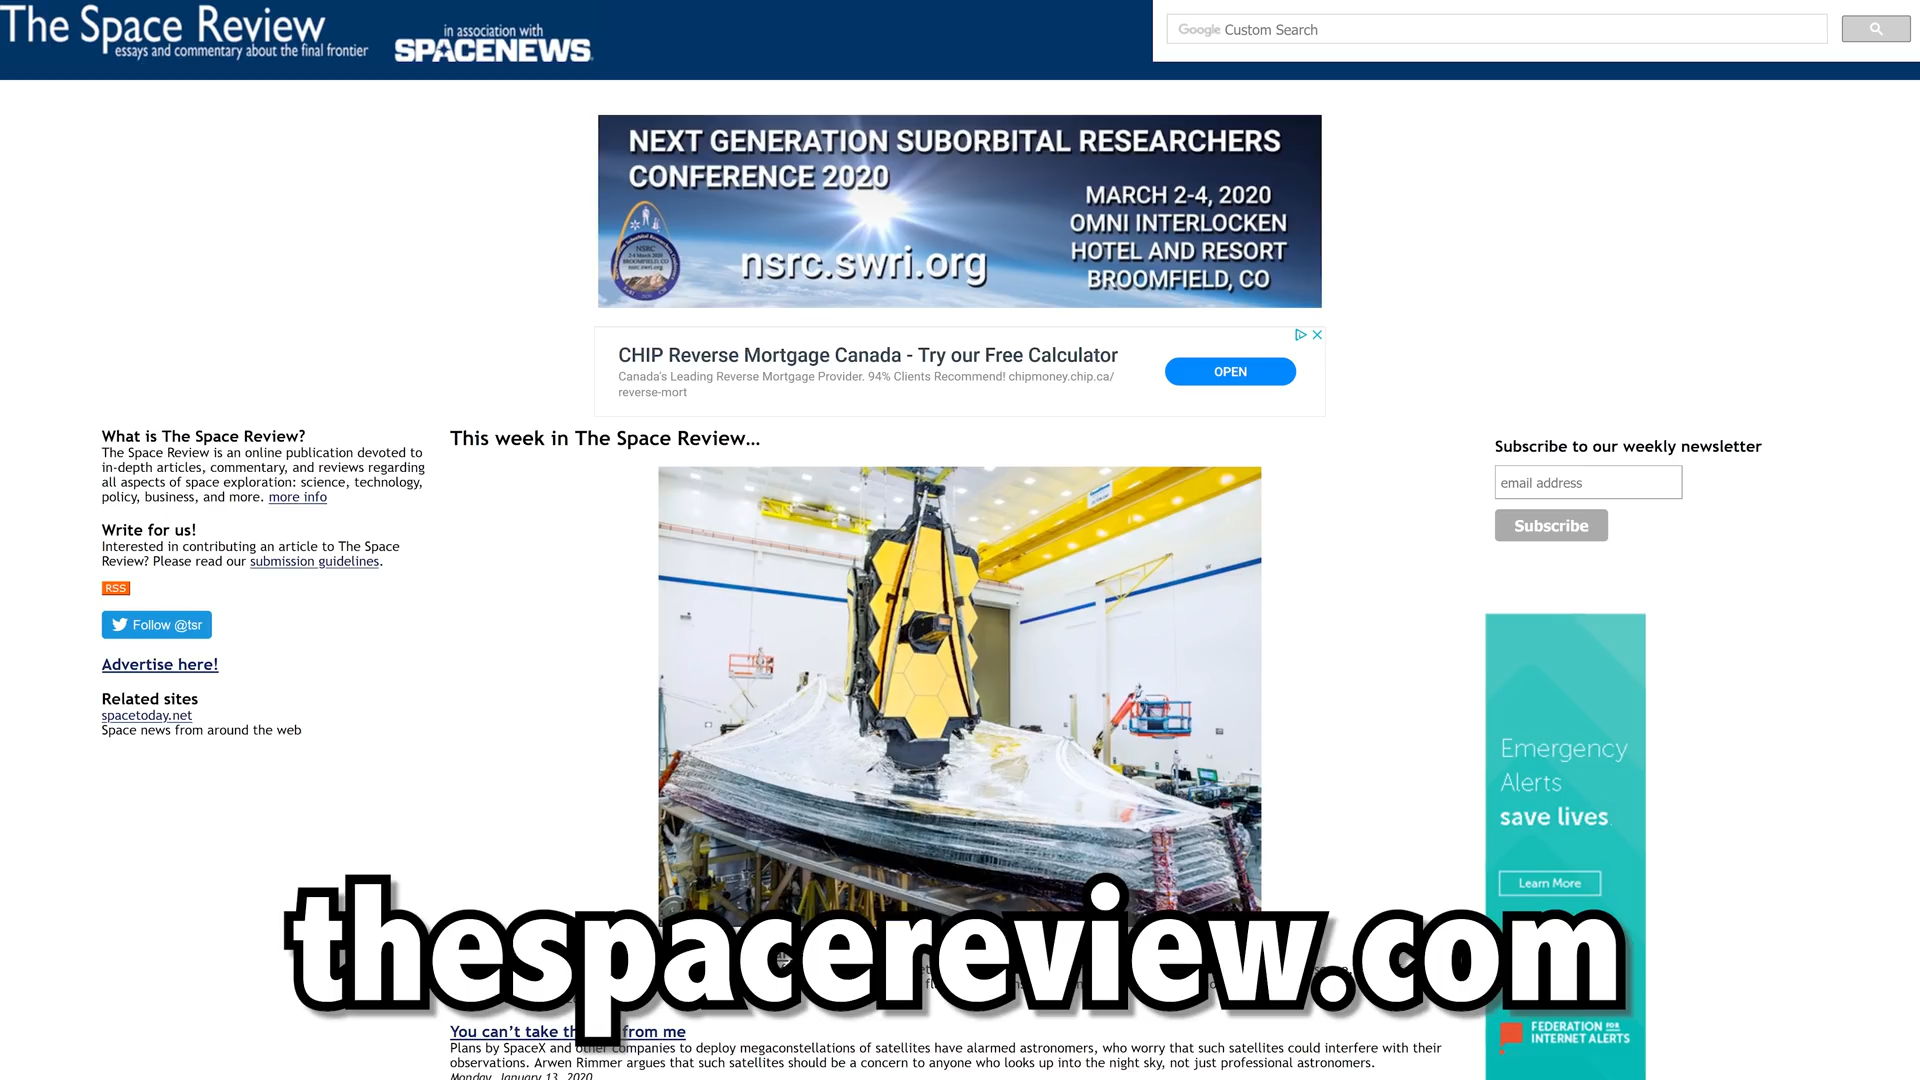 The Space Review
essays and commentary about the final frontier
in association with
SPACENEWS
Google Custom Search
NEXT GENERATION SUBORBITAL RESEARCHERS
CONFERENCE 2020
MARCH 2-4, 2020
OMNI INTERLOCKEN
HOTEL AND RESORT
BROOMFIELD, CO
nsrc.swri.org
CHIP Reverse Mortgage Canada - Try our Free Calculator
Canada's Leading Reverse Mortgage Provider. 94% Clients Recommend! chipmoney.chip.ca/
reverse-mort
OPEN
What is The Space Review?
The Space Review is an online publication devoted to
in-depth articles, commentary, and reviews regarding
all aspects of space exploration: science, technology,
policy, business, and more. more info
Write for us!
Interested in contributing an article to The Space
Review? Please read our submission guidelines.
RSS
Follow @tsr
Advertise here!
Related sites
spacetoday.net
Space news from around the web
This week in The Space Review…
Subscribe to our weekly newsletter
email address
Subscribe
Emergency
Alerts
save lives.
Learn More
FEDERATION FOR
INTERNET ALERTS
thespacereview.com
You can't take from me
Plans by SpaceX and other companies to deploy megaconstellations of satellites have alarmed astronomers, who worry that such satellites could interfere with their
observations. Arwen Rimmer argues that such satellites should be a concern to anyone who looks up into the night sky, not just professional astronomers.
Monday, January 13, 2020